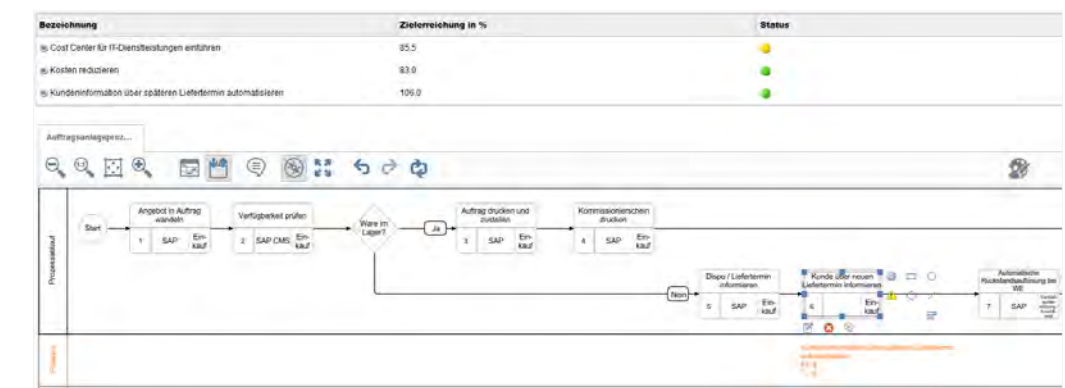 Bezeichnung Zielerreichung in % Status
Cost Center für IT-Dienstleistungen einführen 85.5
Kosten reduzieren 83.0
Kundeninformation über späteren Liefertermin automatisieren 106.0
Auftragsanlageproz...
Prozessablauf
Start
Angebot in Auftrag
wandeln
1 SAP Ein-
kauf
Verfügbarkeit prüfen
2 SAP CMS Ein-
kauf
Ware im
Lager?
Ja
Auftrag drucken und
zustellen
3 SAP Ein-
kauf
Kommissionierschein
drucken
4 SAP Ein-
kauf
Nein
Dispo / Liefertermin
informieren
5 SAP Ein-
kauf
Kunde über neuen
Liefertermin informieren
6 Ein-
kauf
Automatische
Rückstandsauflösung bei
WE
7 SAP